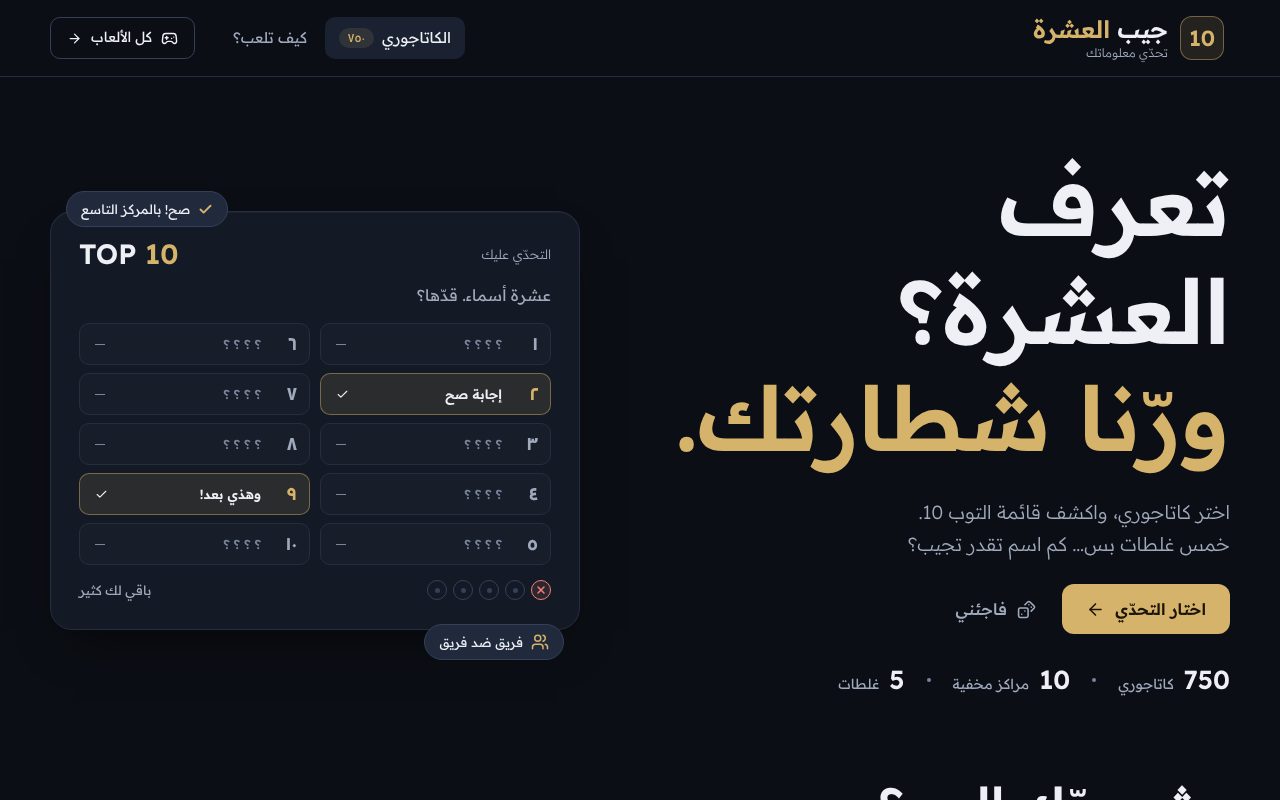 10
جيب العشرة
تحدّي معلوماتك
الكاتاجوري ٧٥٠
كيف تلعب؟
كل الألعاب
تعرف
العشرة؟
ورّنا شطارتك.
اختر كاتاجوري، واكشف قائمة التوب 10.
خمس غلطات بس... كم اسم تقدر تجيب؟
اختار التحدّي
فاجئني
750 كاتاجوري • 10 مراكز مخفية • 5 غلطات
صح! بالمركز التاسع
التحدّي عليك
TOP 10
عشرة أسماء. قدّها؟
١ ؟؟؟؟ —
٦ ؟؟؟؟ —
٢ إجابة صح
٧ ؟؟؟؟ —
٣ ؟؟؟؟ —
٨ ؟؟؟؟ —
٤ ؟؟؟؟ —
٩ وهذي بعد!
٥ ؟؟؟؟ —
١٠ ؟؟؟؟ —
باقي لك كثير
فريق ضد فريق